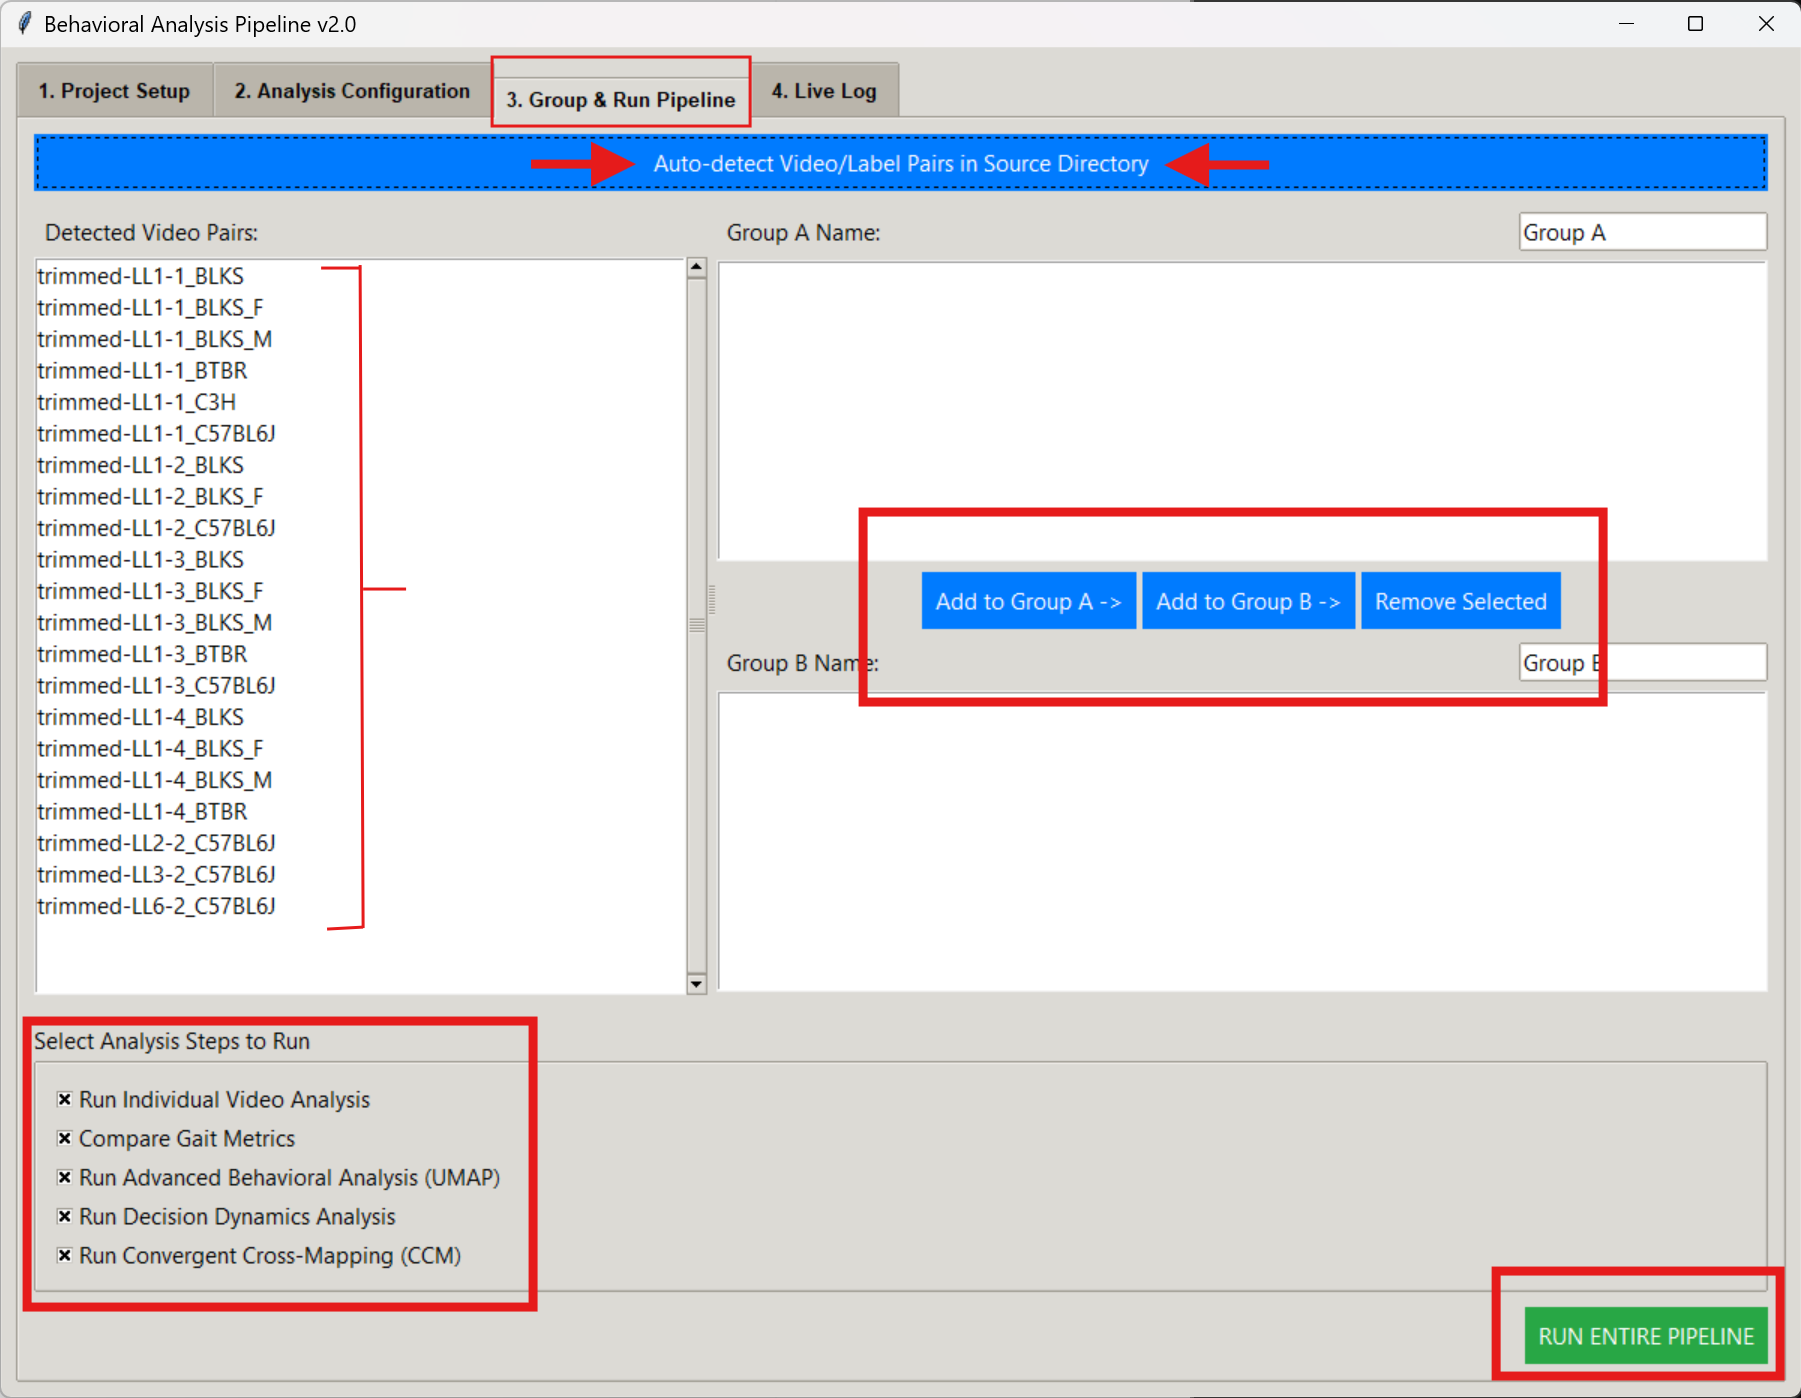 Behavioral Analysis Pipeline v2.0
1. Project Setup
2. Analysis Configuration
3. Group & Run Pipeline
4. Live Log
Auto-detect Video/Label Pairs in Source Directory
Detected Video Pairs:
trimmed-LL1-1_BLKS
trimmed-LL1-1_BLKS_F
trimmed-LL1-1_BLKS_M
trimmed-LL1-1_BTBR
trimmed-LL1-1_C3H
trimmed-LL1-1_C57BL6J
trimmed-LL1-2_BLKS
trimmed-LL1-2_BLKS_F
trimmed-LL1-2_C57BL6J
trimmed-LL1-3_BLKS
trimmed-LL1-3_BLKS_F
trimmed-LL1-3_BLKS_M
trimmed-LL1-3_BTBR
trimmed-LL1-3_C57BL6J
trimmed-LL1-4_BLKS
trimmed-LL1-4_BLKS_F
trimmed-LL1-4_BLKS_M
trimmed-LL1-4_BTBR
trimmed-LL2-2_C57BL6J
trimmed-LL3-2_C57BL6J
trimmed-LL6-2_C57BL6J
Group A Name:
Group A
Add to Group A ->
Add to Group B ->
Remove Selected
Group B Name:
Group B
Select Analysis Steps to Run
Run Individual Video Analysis
Compare Gait Metrics
Run Advanced Behavioral Analysis (UMAP)
Run Decision Dynamics Analysis
Run Convergent Cross-Mapping (CCM)
RUN ENTIRE PIPELINE